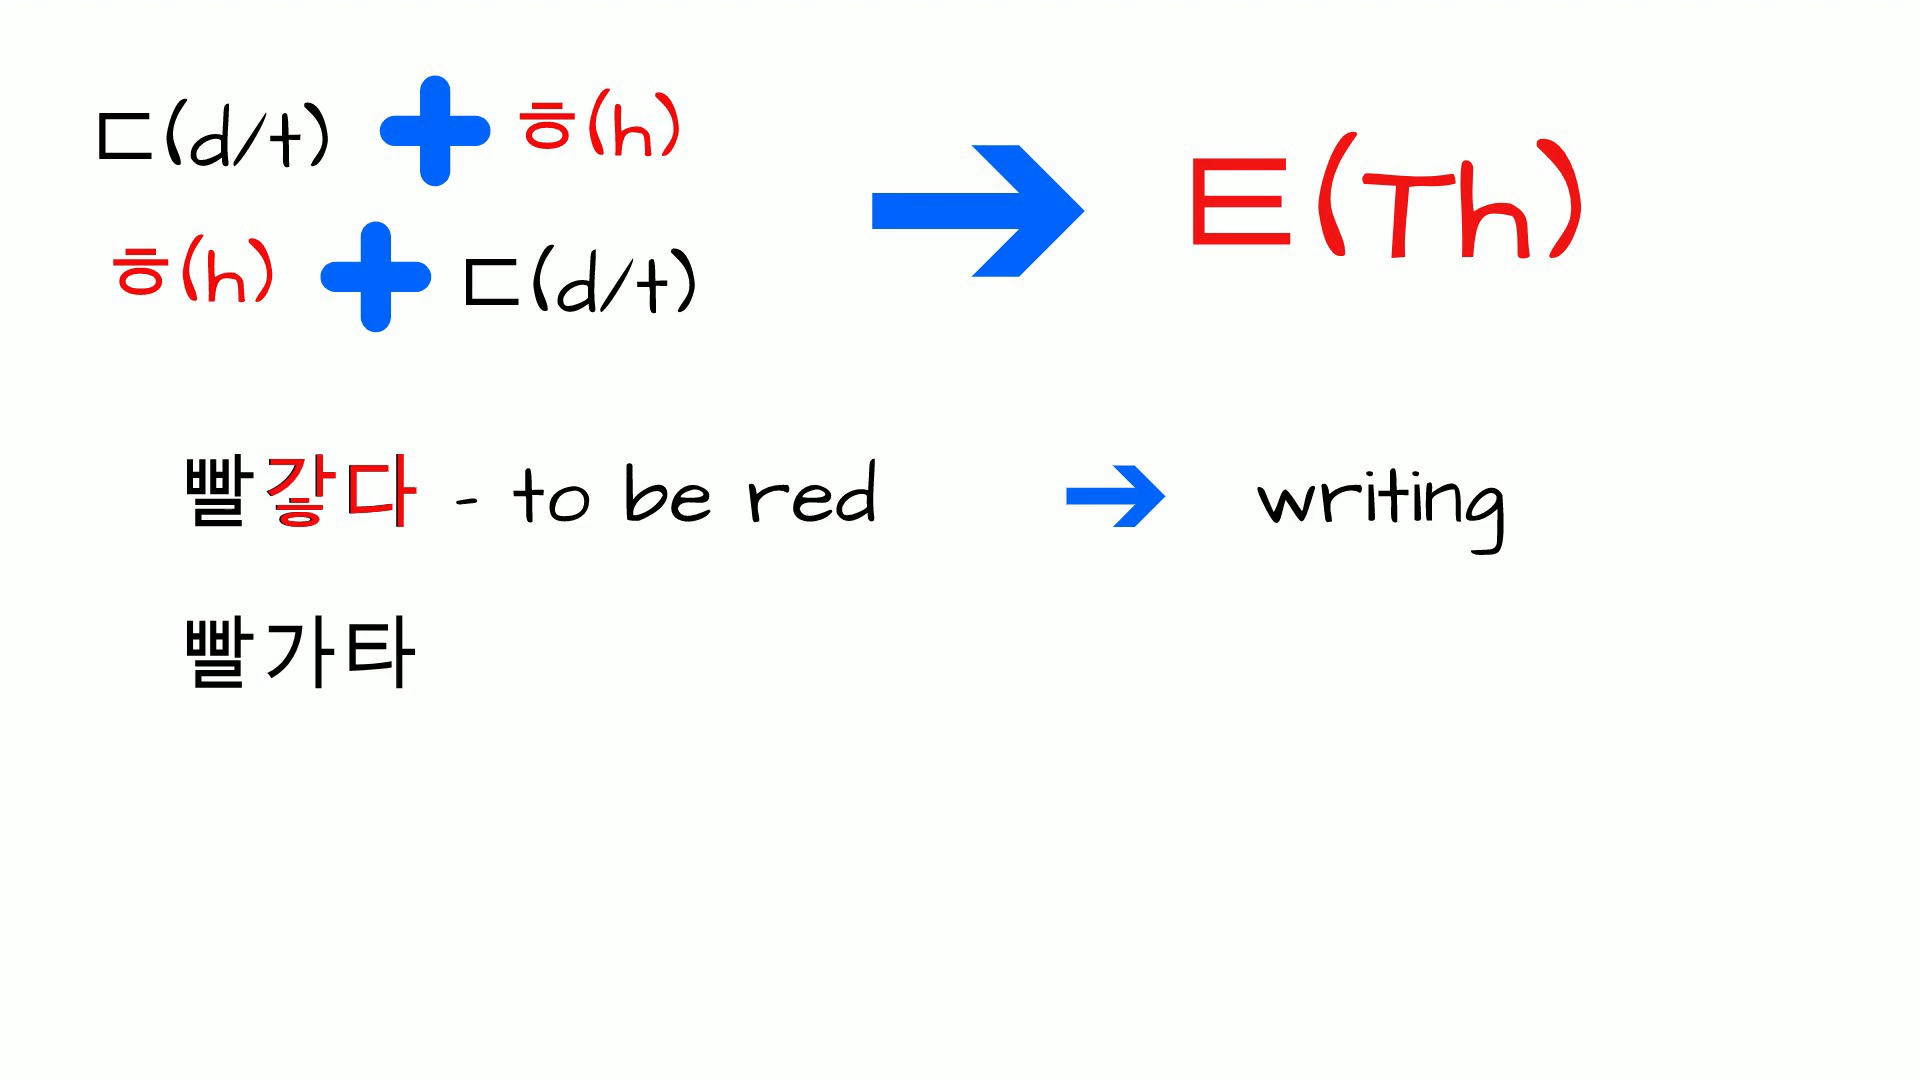 ㄷ(d/t) + ㅎ(h)
ㅎ(h) + ㄷ(d/t) → ㅌ(Th)
빨갛다 - to be red → writing
빨가타